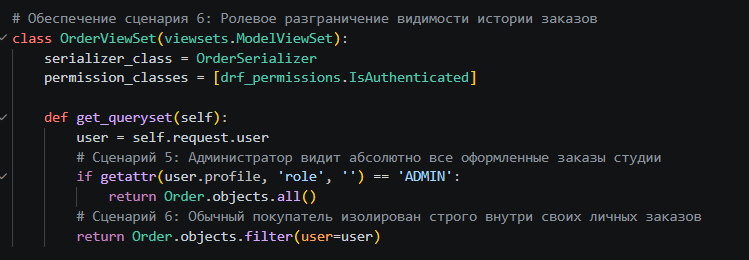 # Обеспечение сценария 6: Ролевое разграничение видимости истории заказов
class OrderViewSet(viewsets.ModelViewSet):
    serializer_class = OrderSerializer
    permission_classes = [drf_permissions.IsAuthenticated]

    def get_queryset(self):
        user = self.request.user
        # Сценарий 5: Администратор видит абсолютно все оформленные заказы студии
        if getattr(user.profile, 'role', '') == 'ADMIN':
            return Order.objects.all()
        # Сценарий 6: Обычный покупатель изолирован строго внутри своих личных заказов
        return Order.objects.filter(user=user)